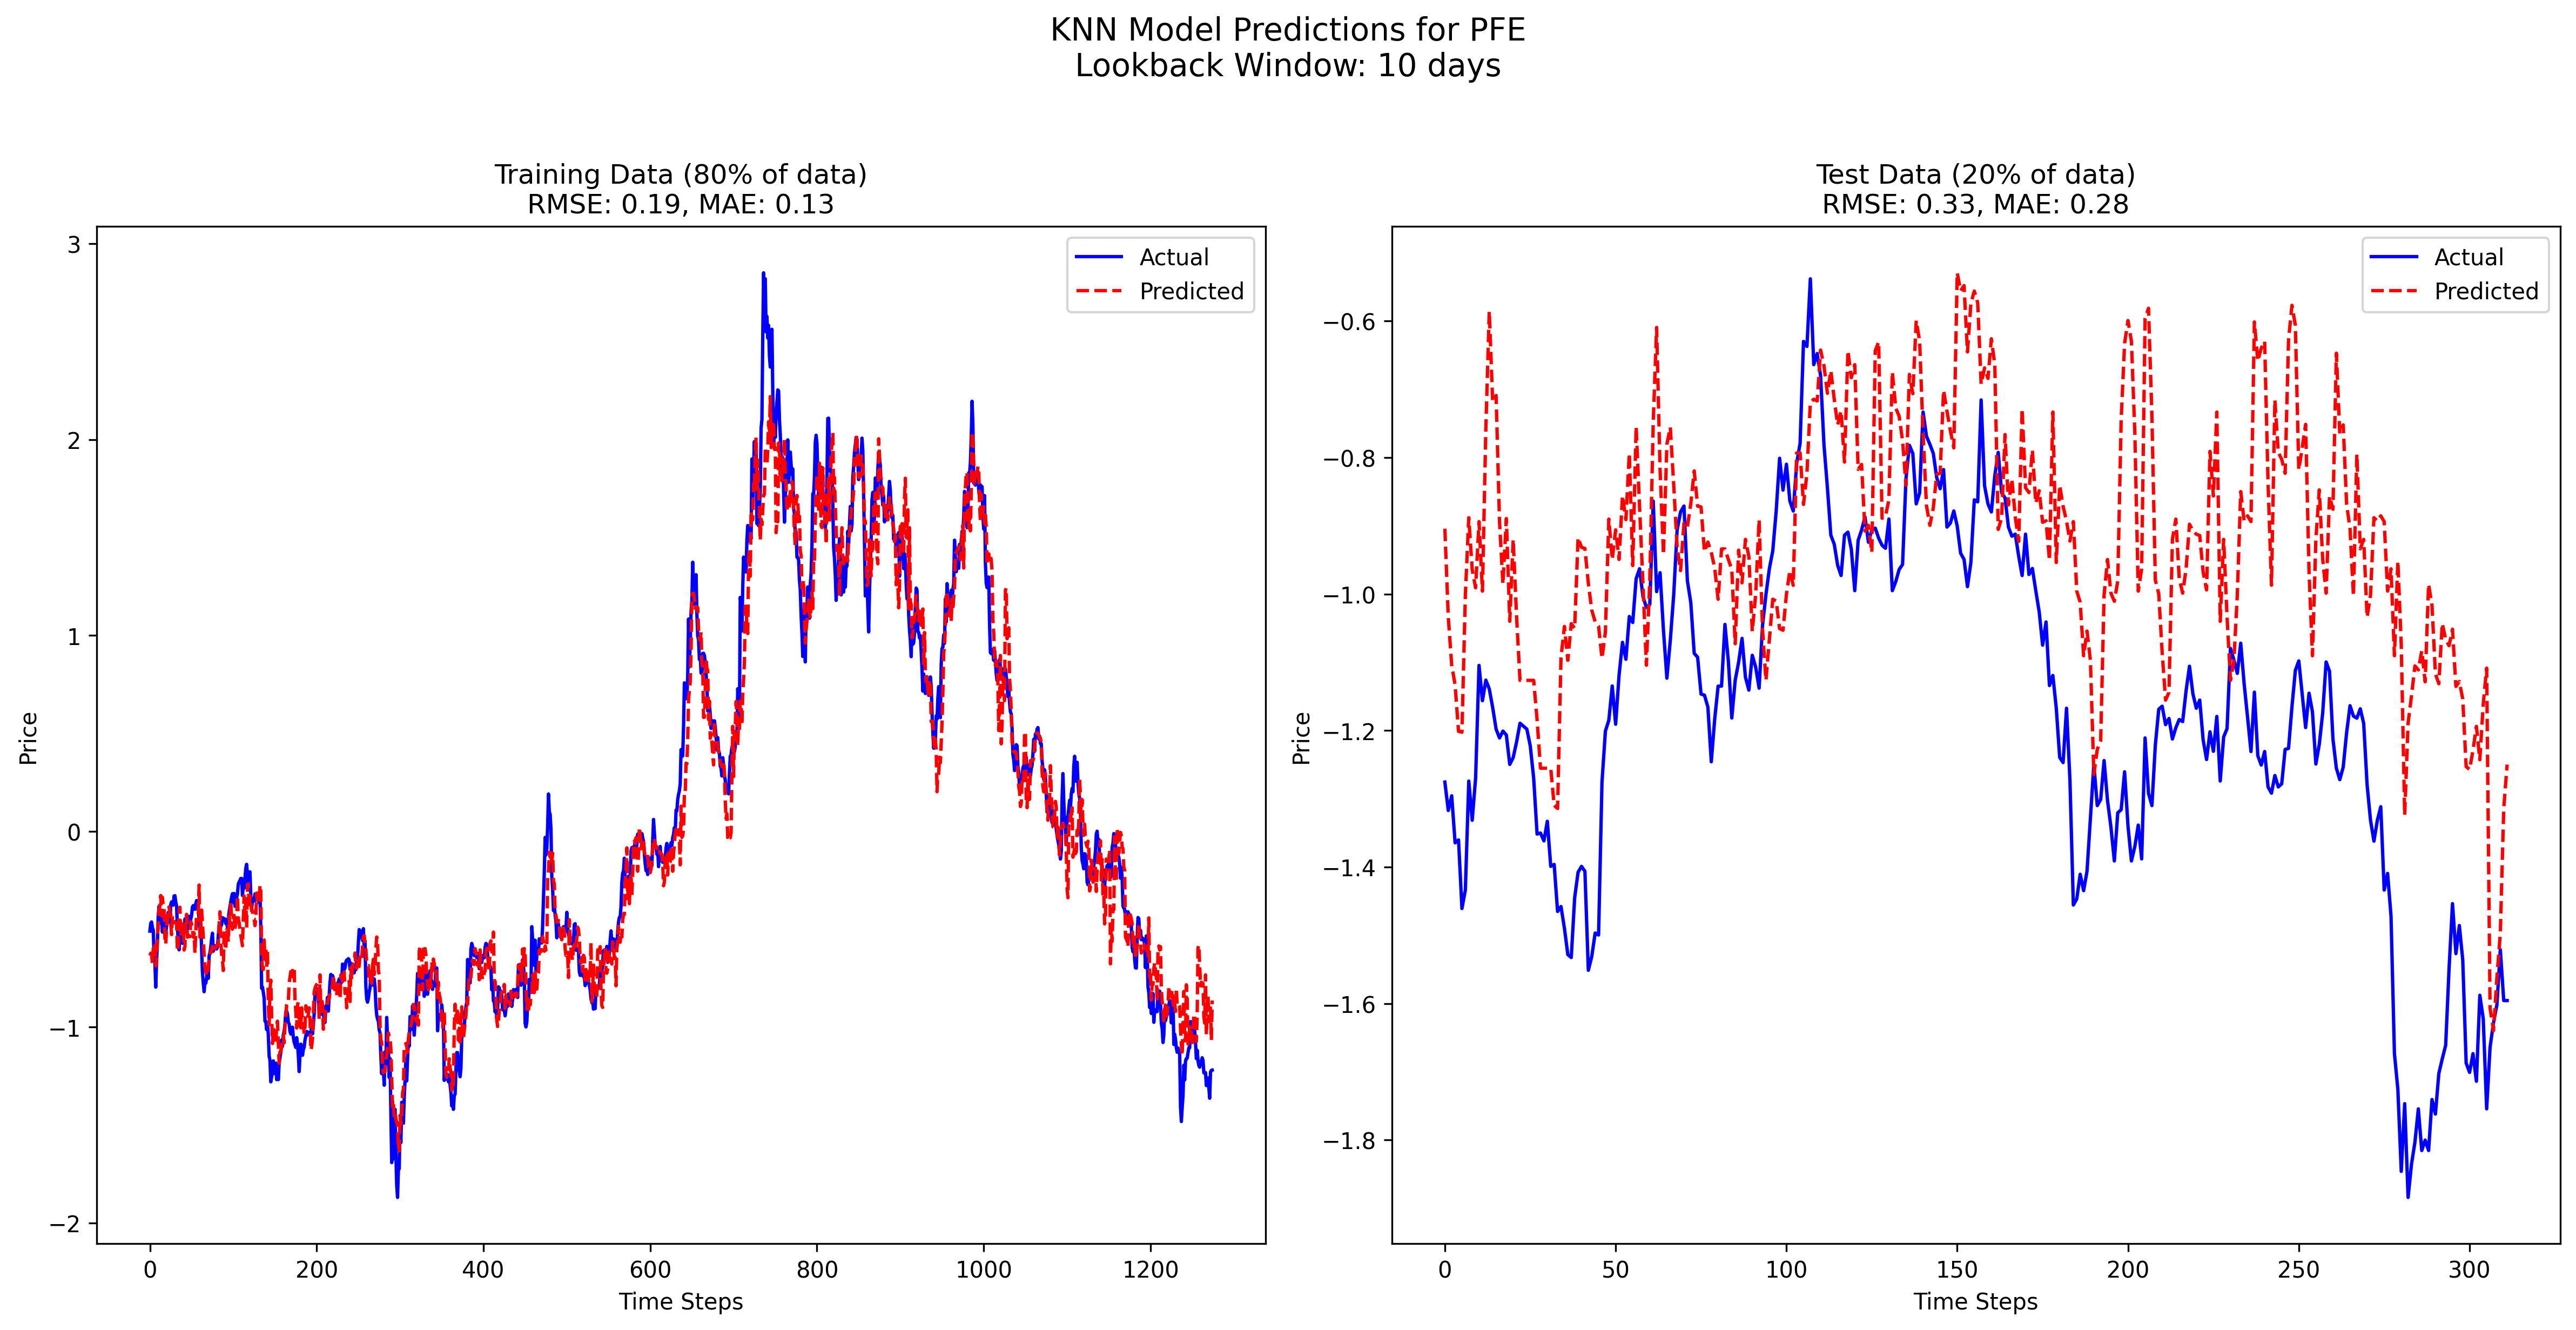 KNN Model Predictions for PFE
Lookback Window: 10 days
Training Data (80% of data)
RMSE: 0.19, MAE: 0.13
3
2
1
0
−1
−2
Price
0
200
400
600
800
1000
1200
Time Steps
Actual
Predicted
Test Data (20% of data)
RMSE: 0.33, MAE: 0.28
−0.6
−0.8
−1.0
−1.2
−1.4
−1.6
−1.8
Price
0
50
100
150
200
250
300
Time Steps
Actual
Predicted